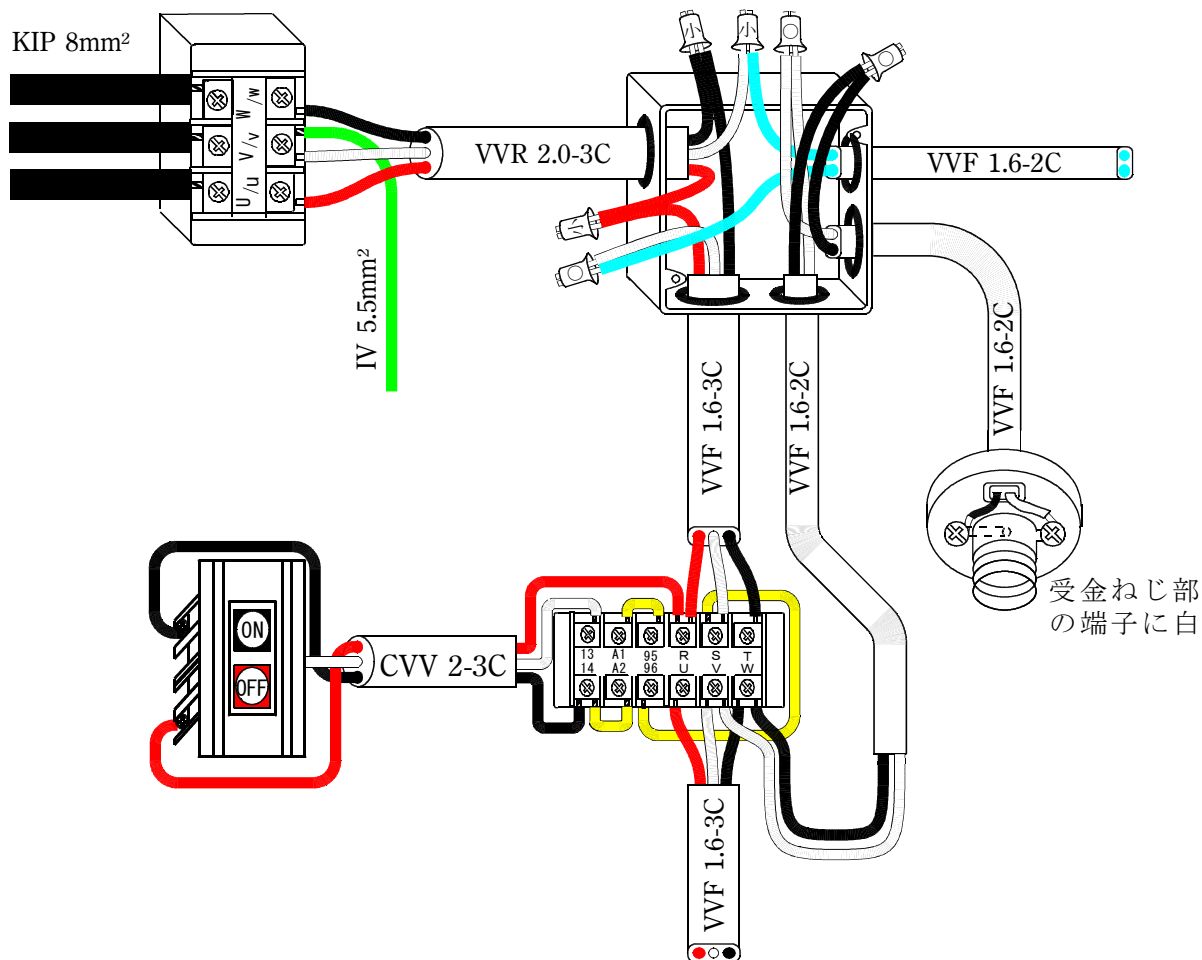 KIP 8mm²
W/w
V/v
U/u
VVR 2.0-3C
IV 5.5mm²
小
小
○
○
小
○
VVF 1.6-2C
VVF 1.6-2C
VVF 1.6-3C
VVF 1.6-2C
受金ねじ部
の端子に白
ON
OFF
CVV 2-3C
13 A1 95 R S T
14 A2 96 U V W
VVF 1.6-3C